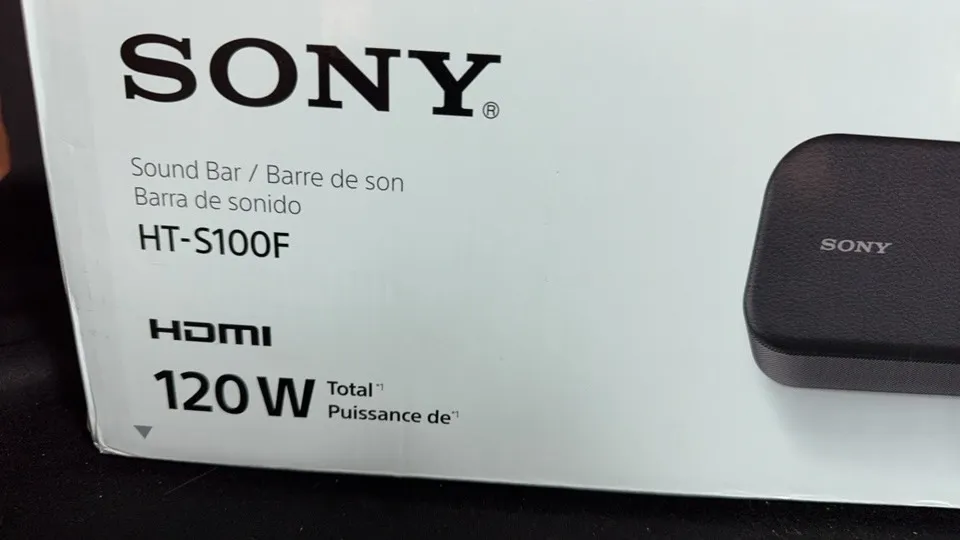 SONY®
Sound Bar / Barre de son
Barra de sonido
HT-S100F
HDMI
120 W Total*1
Puissance de*1
SONY